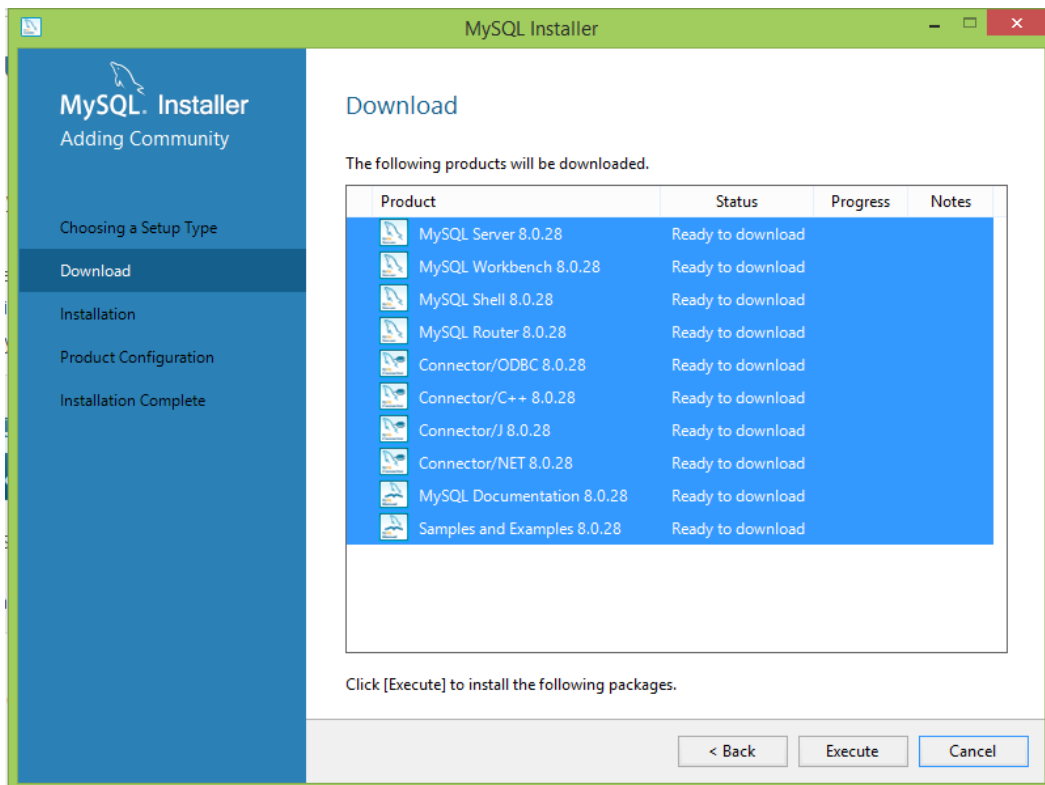 MySQL Installer
MySQL. Installer
Adding Community
Choosing a Setup Type
Download
Installation
Product Configuration
Installation Complete
Download
The following products will be downloaded.
Product Status Progress Notes
MySQL Server 8.0.28 Ready to download
MySQL Workbench 8.0.28 Ready to download
MySQL Shell 8.0.28 Ready to download
MySQL Router 8.0.28 Ready to download
Connector/ODBC 8.0.28 Ready to download
Connector/C++ 8.0.28 Ready to download
Connector/J 8.0.28 Ready to download
Connector/NET 8.0.28 Ready to download
MySQL Documentation 8.0.28 Ready to download
Samples and Examples 8.0.28 Ready to download
Click [Execute] to install the following packages.
< Back Execute Cancel